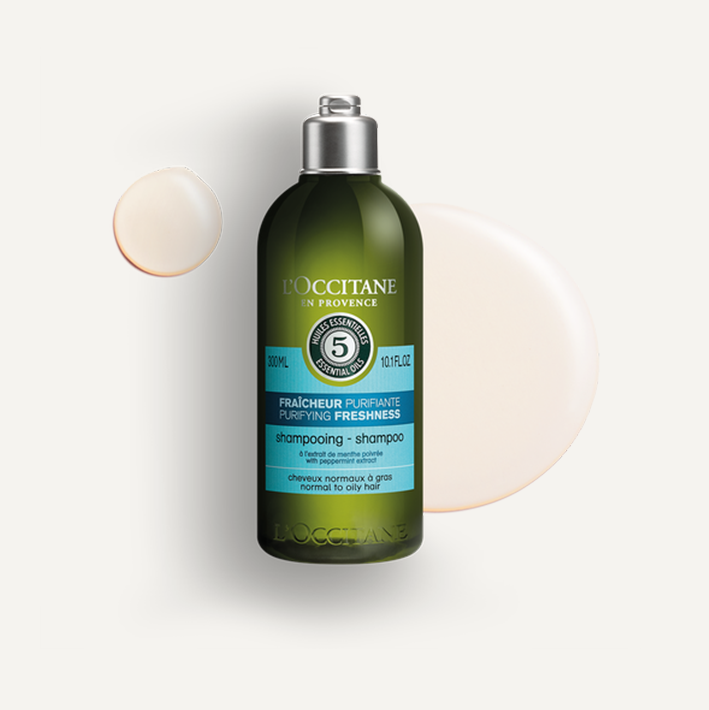 L'OCCITANE
EN PROVENCE
HUILES ESSENTIELLES
5
ESSENTIAL OILS
300ML
10.1FL.OZ
FRAÎCHEUR PURIFIANTE
PURIFYING FRESHNESS
shampooing - shampoo
à l'extrait de menthe poivrée
with peppermint extract
cheveux normaux à gras
normal to oily hair
L'OCCITANE